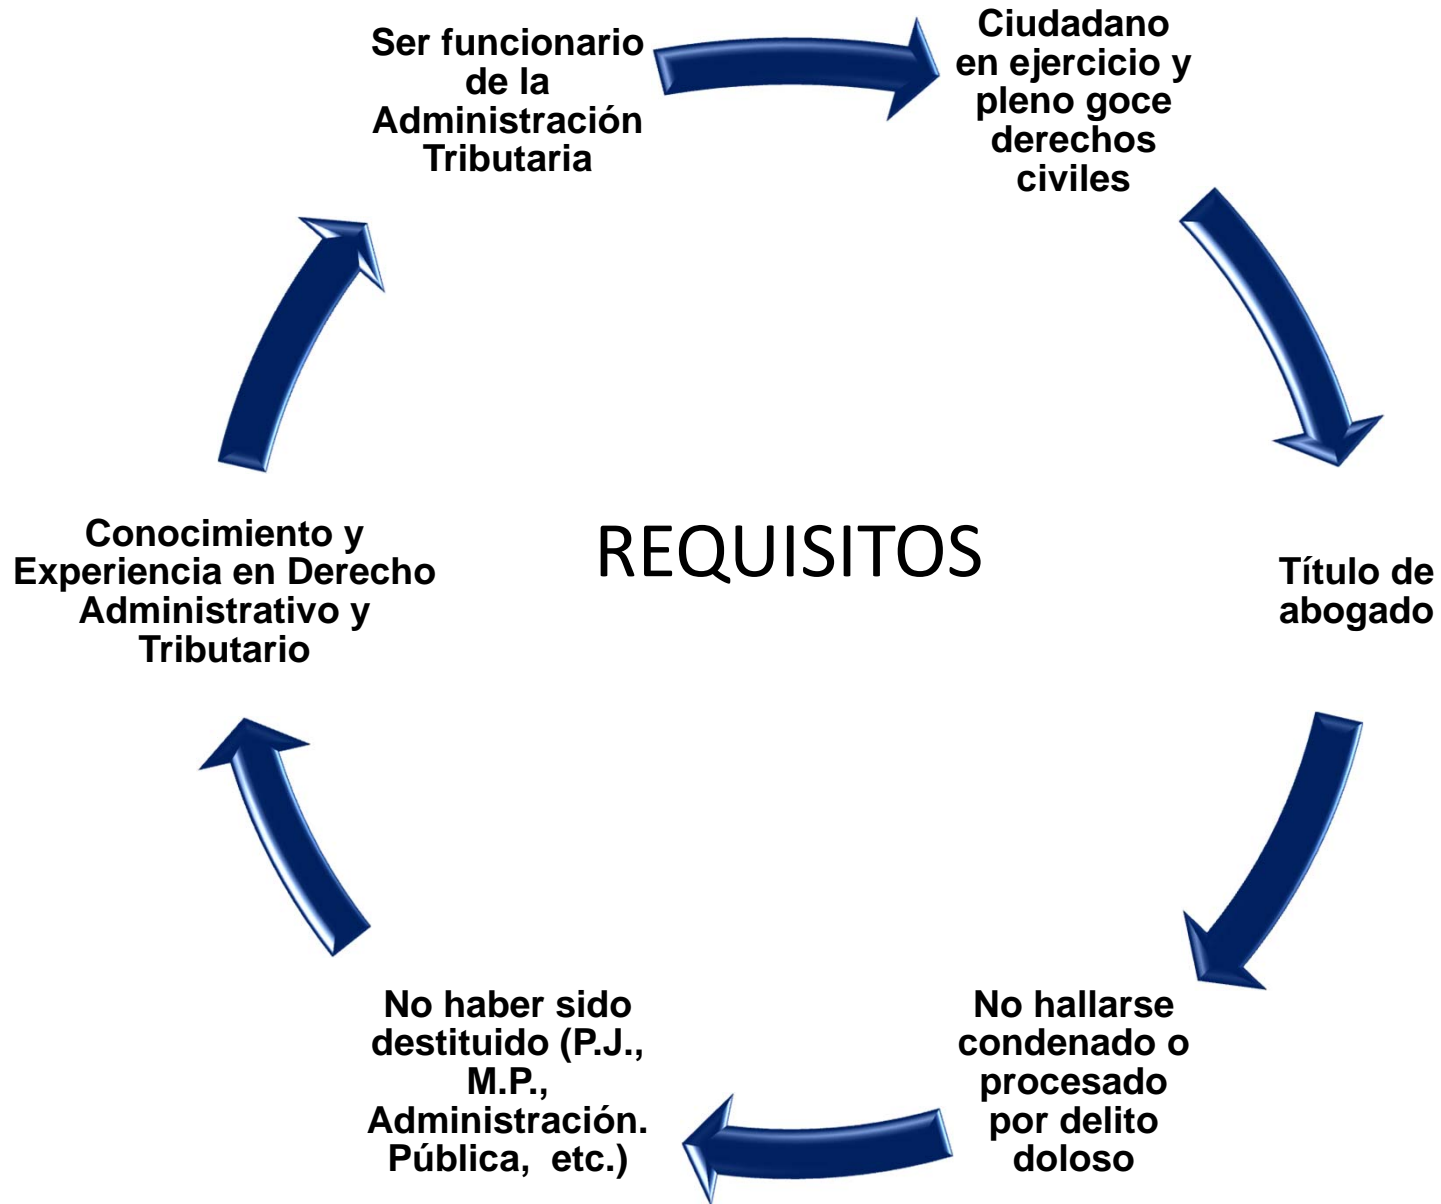 Ser funcionario
de la
Administración
Tributaria
Ciudadano
en ejercicio y
pleno goce
derechos
civiles
Título de
abogado
No hallarse
condenado o
procesado
por delito
doloso
No haber sido
destituido (P.J.,
M.P.,
Administración.
Pública, etc.)
Conocimiento y
Experiencia en Derecho
Administrativo y
Tributario
REQUISITOS